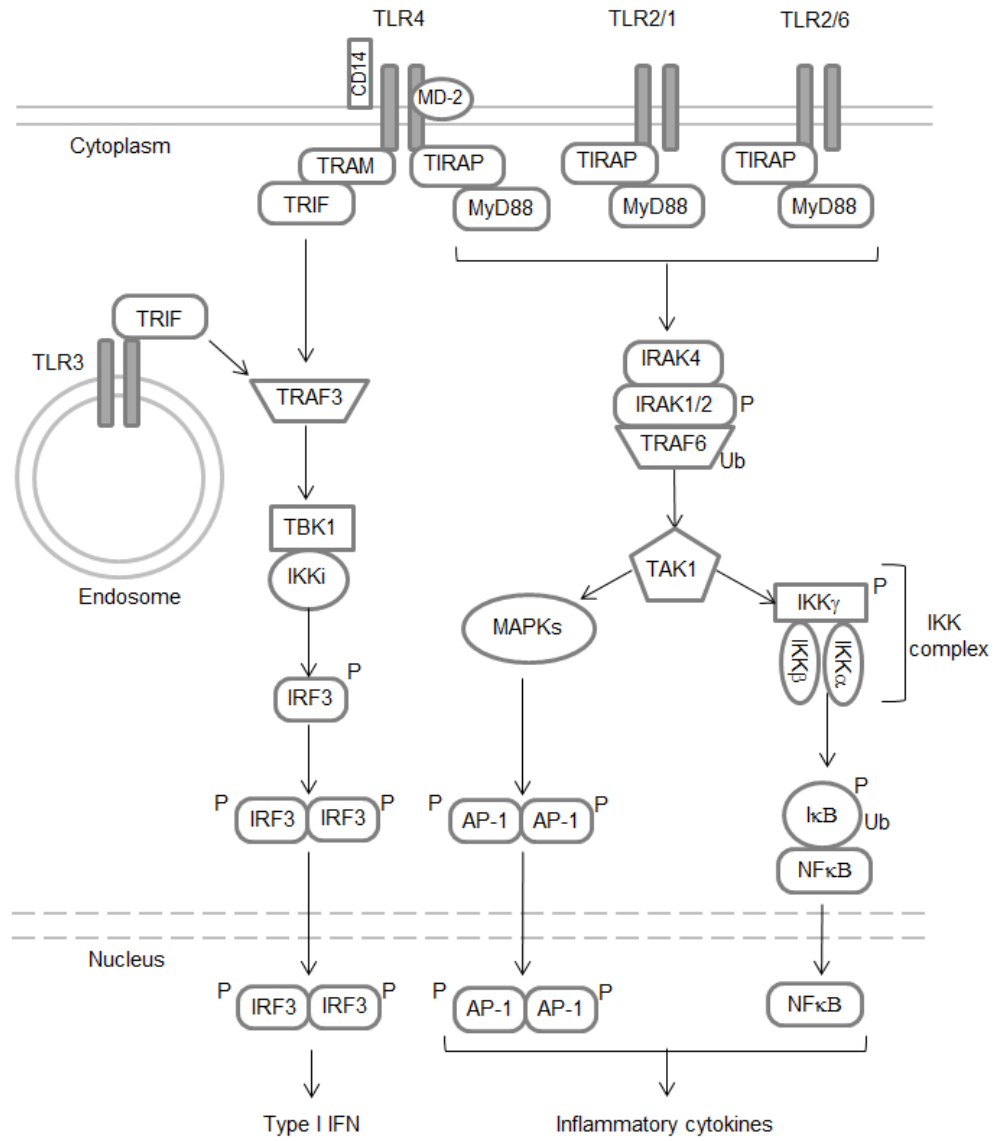 TLR4
TLR2/1
TLR2/6
CD14
MD-2
Cytoplasm
TRAM
TIRAP
TIRAP
TIRAP
TRIF
MyD88
MyD88
MyD88
TRIF
TLR3
IRAK4
TRAF3
IRAK1/2 P
TRAF6
Ub
TBK1
TAK1
IKKi
Endosome
IKKγ P
MAPKs
IKK
complex
IKKβ
IKKα
P
IRF3
P IRF3 IRF3 P
P AP-1 AP-1 P
P
IκB
Ub
NFκB
Nucleus
P IRF3 IRF3 P
P AP-1 AP-1 P
NFκB
Type I IFN
Inflammatory cytokines